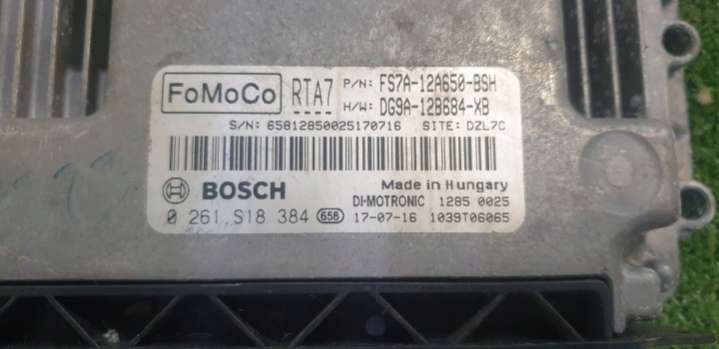 FoMoCo RTA7 P/N: FS7A-12A650-BSH
H/W: DG9A-12B684-XB
S/N: 65812850025170716 SITE: DZL7C
BOSCH Made in Hungary
DI-MOTRONIC 1285 0025
0 261 S18 384 658 17-07-16 1039T06065